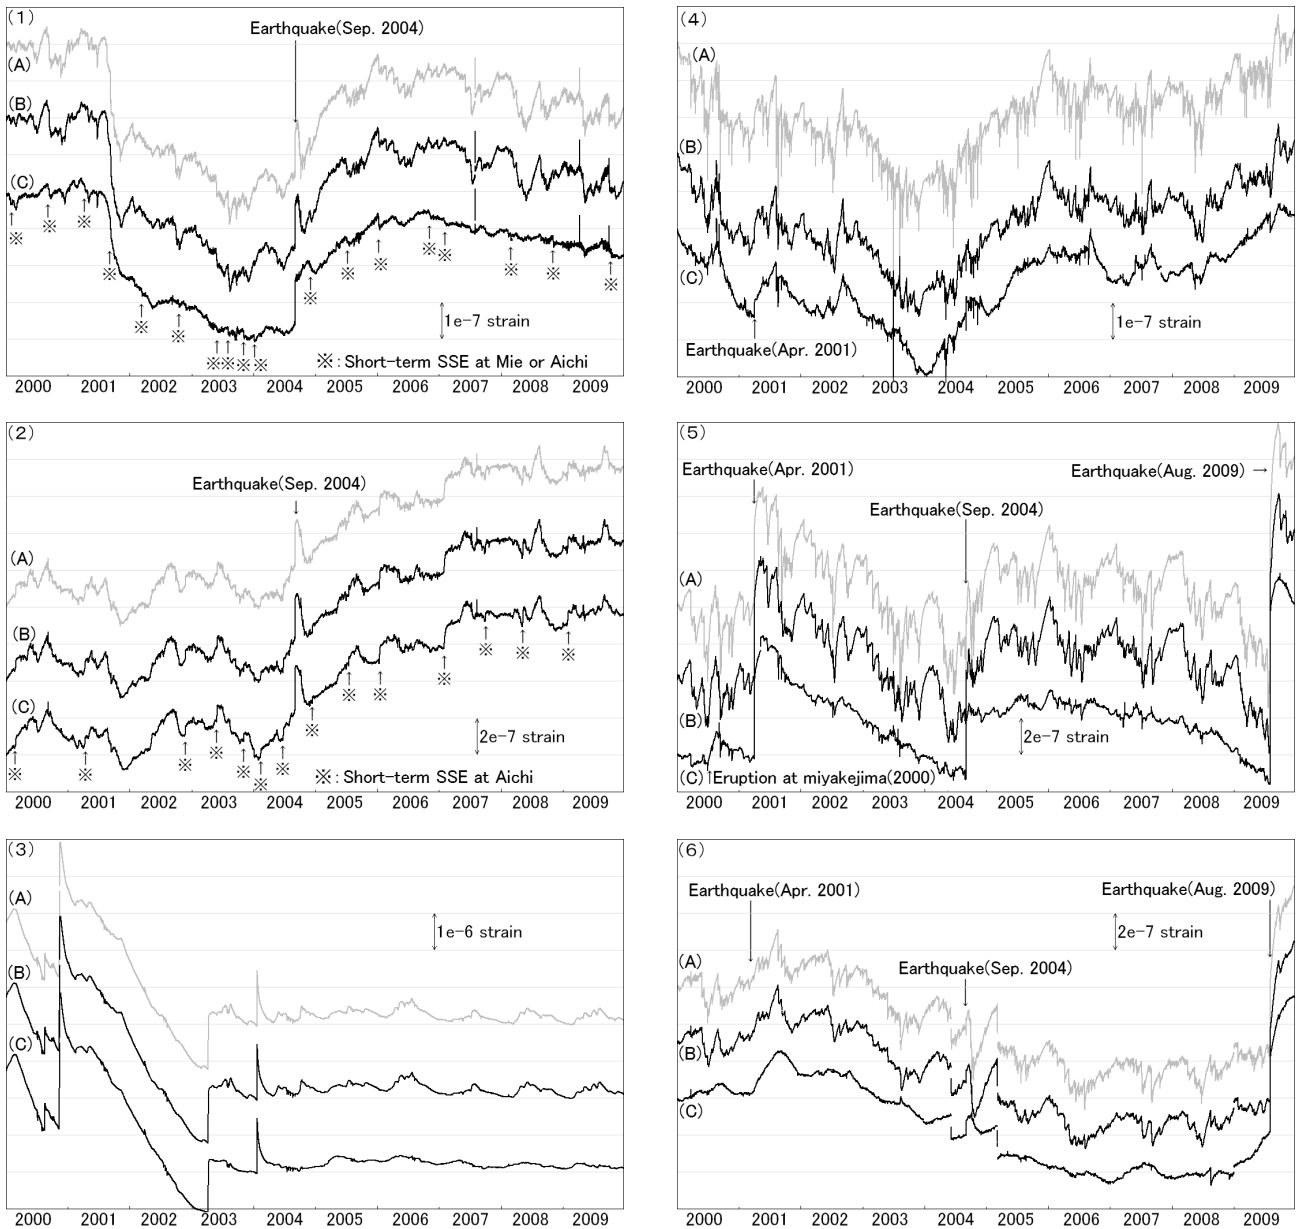 (1)
Earthquake(Sep. 2004)
(A)
(B)
(C)
※ ※ ※ ※ ※ ※ ※ ※ ※ ※ ※ ※ ※ ※ ※ ※ ※ ※
1e-7 strain
※: Short-term SSE at Mie or Aichi
2000 2001 2002 2003 2004 2005 2006 2007 2008 2009
(2)
Earthquake(Sep. 2004)
(A)
(B)
(C)
※ ※ ※ ※ ※ ※ ※ ※ ※ ※ ※ ※ ※ ※
2e-7 strain
※: Short-term SSE at Aichi
2000 2001 2002 2003 2004 2005 2006 2007 2008 2009
(3)
(A)
1e-6 strain
(B)
(C)
2000 2001 2002 2003 2004 2005 2006 2007 2008 2009
(4)
(A)
(B)
(C)
1e-7 strain
Earthquake(Apr. 2001)
2000 2001 2002 2003 2004 2005 2006 2007 2008 2009
(5)
Earthquake(Apr. 2001)
Earthquake(Aug. 2009)
Earthquake(Sep. 2004)
(A)
(B)
2e-7 strain
(C) Eruption at miyakejima(2000)
2000 2001 2002 2003 2004 2005 2006 2007 2008 2009
(6)
Earthquake(Apr. 2001)
Earthquake(Aug. 2009)
2e-7 strain
(A)
Earthquake(Sep. 2004)
(B)
(C)
2000 2001 2002 2003 2004 2005 2006 2007 2008 2009